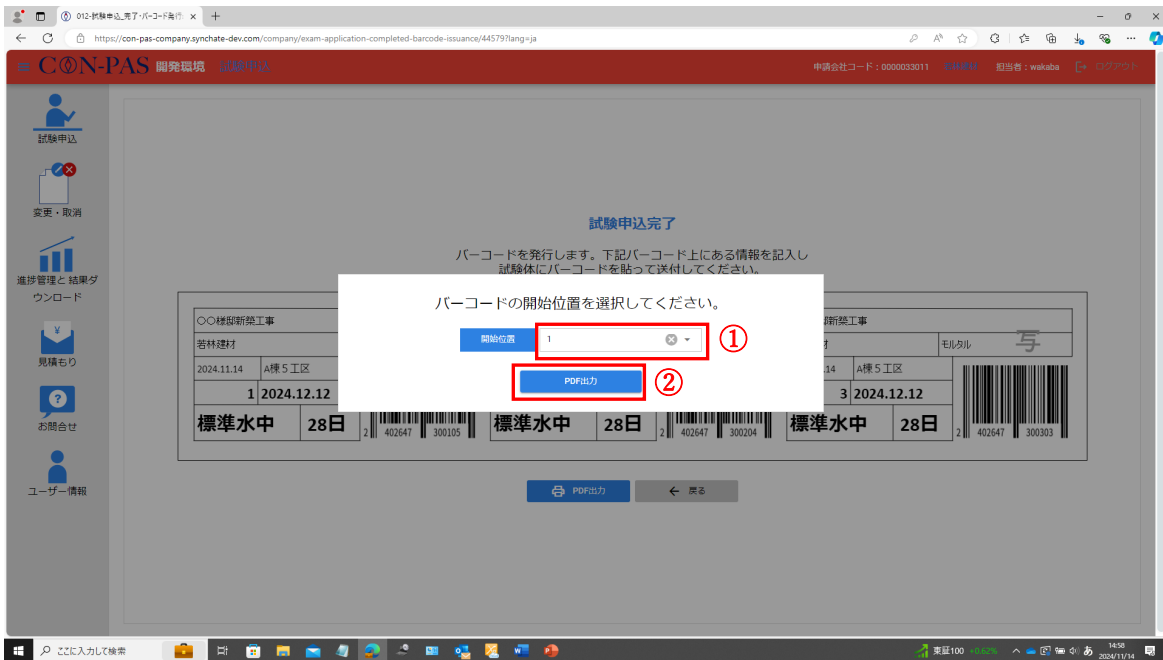 012-試験申込_完了・バーコード発行
https://con-pas-company.synchate-dev.com/company/exam-application-completed-barcode-issuance/44579?lang=ja
CON-PAS 開発環境 試験申込
申請会社コード：0000033011
担当者：wakaba
ログアウト
試験申込
変更・取消
進捗管理と 結果ダ
ウンロード
¥
見積もり
?
お問合せ
ユーザー情報
試験申込完了
バーコードを発行します。下記バーコード上にある情報を記入し
試験体にバーコードを貼って送付してください。
バーコードの開始位置を選択してください。
開始位置 1 ①
PDF出力 ②
〇〇様邸新築工事
邸新築工事
若林建材
モルタル 写
2024.11.14 A棟５工区
.14 A棟５工区
1 2024.12.12
3 2024.12.12
標準水中 28日 2 402647 300105
標準水中 28日 2 402647 300204
標準水中 28日 2 402647 300303
PDF出力 戻る
ここに入力して検索
東証100 +0.62%
あ
14:58
2024/11/14